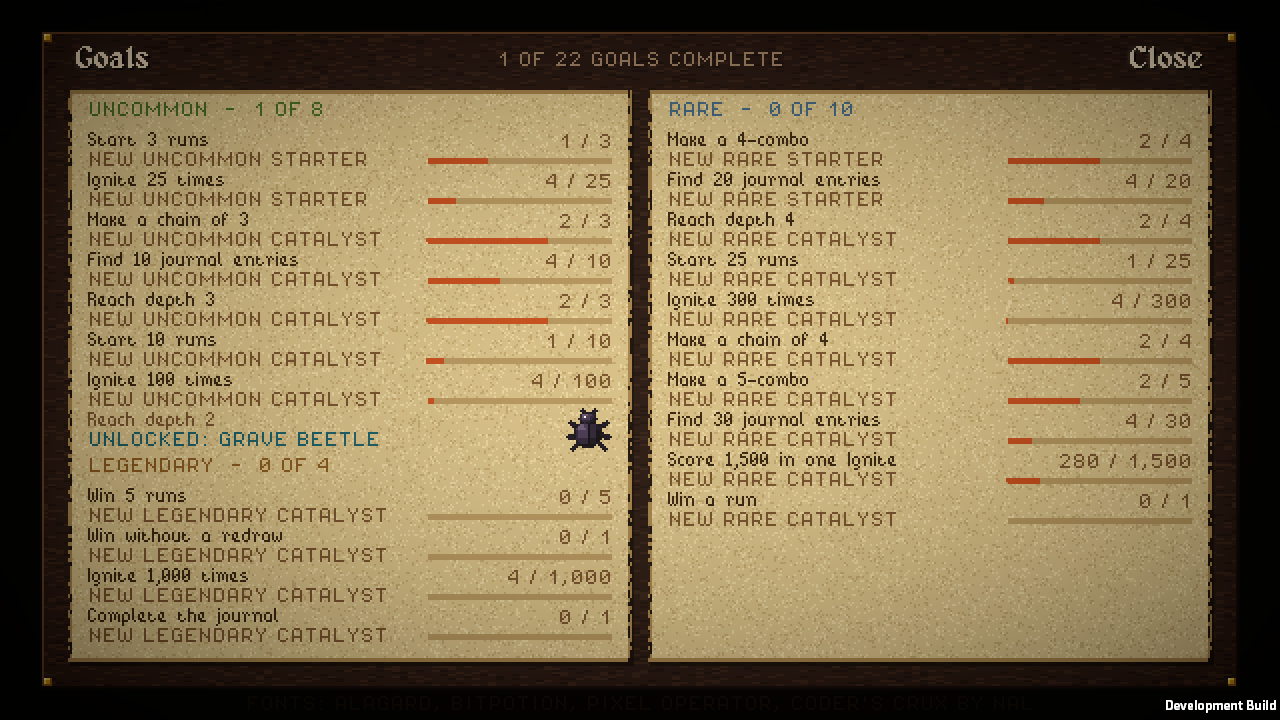 Goals
1 OF 22 GOALS COMPLETE
Close
UNCOMMON - 1 OF 8
Start 3 runs
1 / 3
NEW UNCOMMON STARTER
Ignite 25 times
4 / 25
NEW UNCOMMON STARTER
Make a chain of 3
2 / 3
NEW UNCOMMON CATALYST
Find 10 journal entries
4 / 10
NEW UNCOMMON CATALYST
Reach depth 3
2 / 3
NEW UNCOMMON CATALYST
Start 10 runs
1 / 10
NEW UNCOMMON CATALYST
Ignite 100 times
4 / 100
NEW UNCOMMON CATALYST
Reach depth 2
UNLOCKED: GRAVE BEETLE
LEGENDARY - 0 OF 4
Win 5 runs
0 / 5
NEW LEGENDARY CATALYST
Win without a redraw
0 / 1
NEW LEGENDARY CATALYST
Ignite 1,000 times
4 / 1,000
NEW LEGENDARY CATALYST
Complete the journal
0 / 1
NEW LEGENDARY CATALYST
RARE - 0 OF 10
Make a 4-combo
2 / 4
NEW RARE STARTER
Find 20 journal entries
4 / 20
NEW RARE STARTER
Reach depth 4
2 / 4
NEW RARE CATALYST
Start 25 runs
1 / 25
NEW RARE CATALYST
Ignite 300 times
4 / 300
NEW RARE CATALYST
Make a chain of 4
2 / 4
NEW RARE CATALYST
Make a 5-combo
2 / 5
NEW RARE CATALYST
Find 30 journal entries
4 / 30
NEW RARE CATALYST
Score 1,500 in one Ignite
280 / 1,500
NEW RARE CATALYST
Win a run
0 / 1
NEW RARE CATALYST
FONTS: ALAGARD, BITPOTION, PIXEL OPERATOR, CODER'S CRUX BY NAL
Development Build